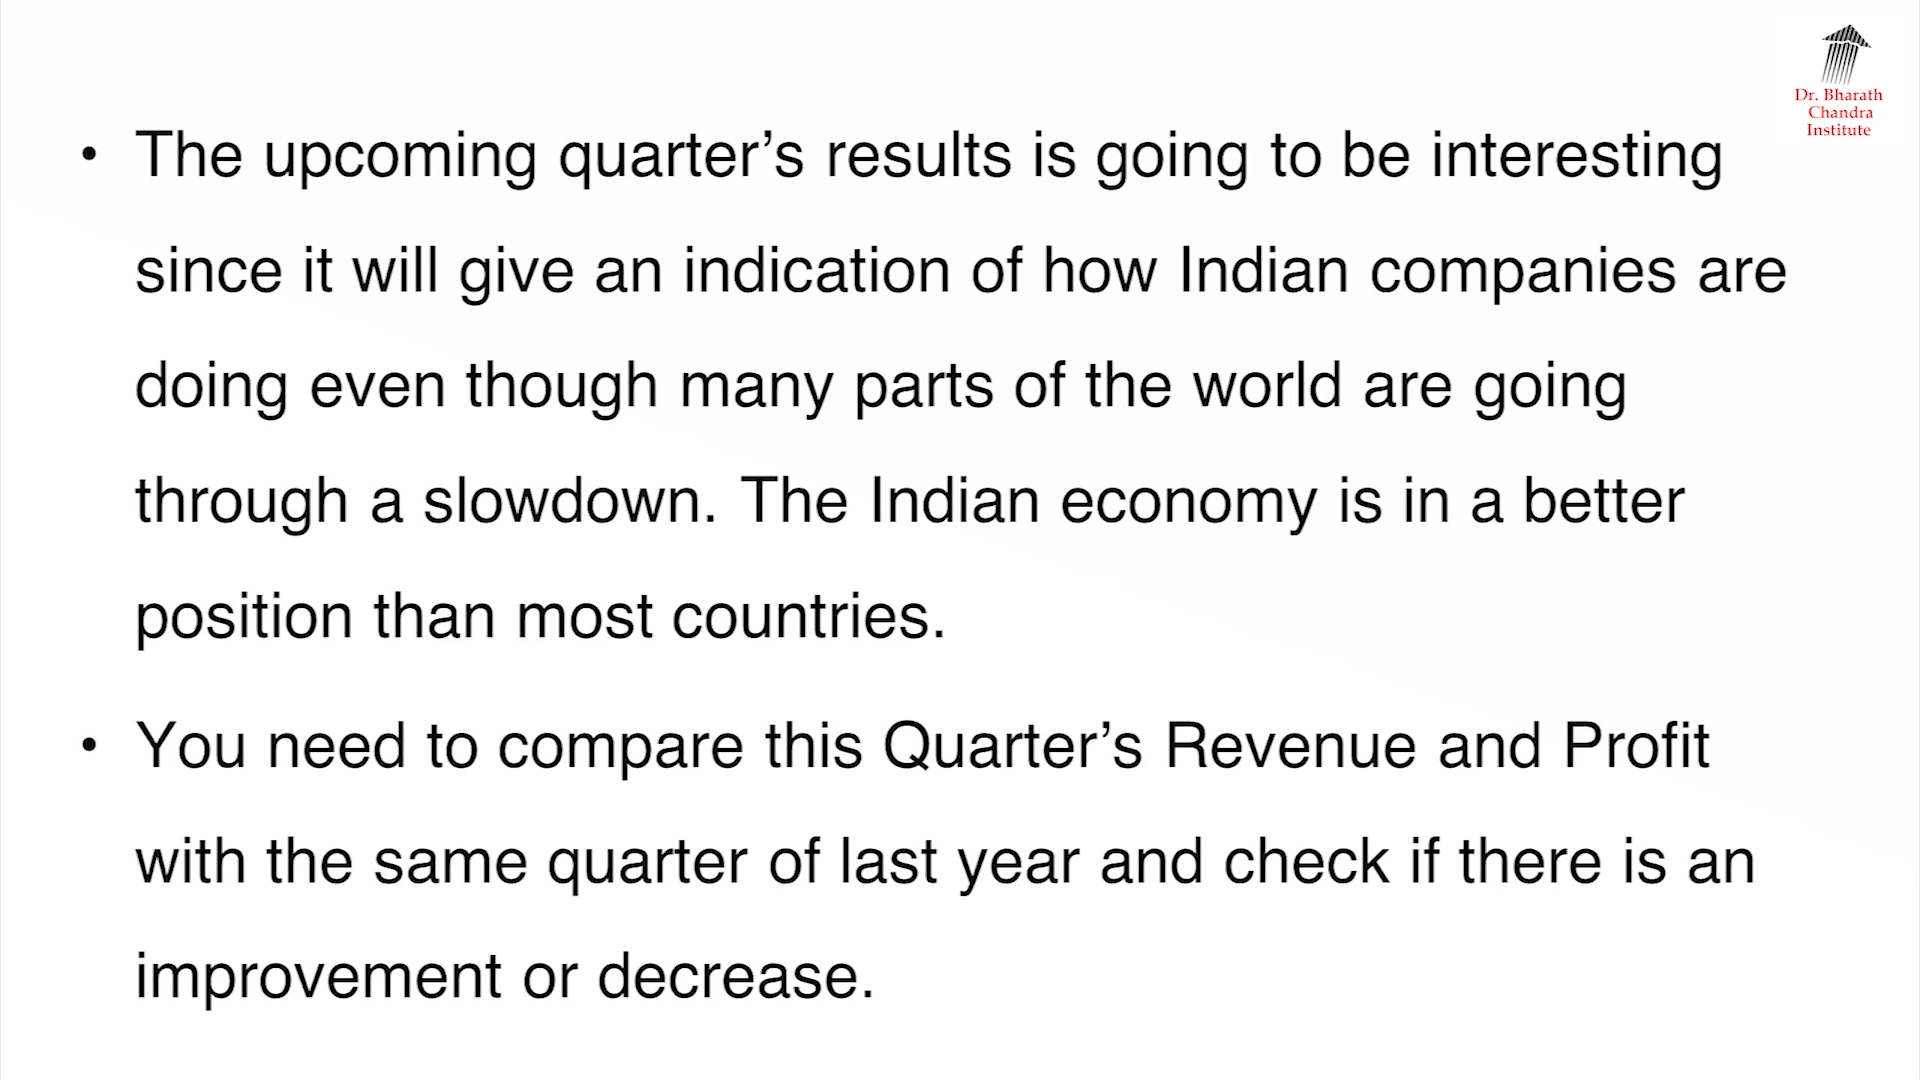 Dr. Bharath
Chandra
Institute
• The upcoming quarter’s results is going to be interesting
since it will give an indication of how Indian companies are
doing even though many parts of the world are going
through a slowdown. The Indian economy is in a better
position than most countries.
• You need to compare this Quarter’s Revenue and Profit
with the same quarter of last year and check if there is an
improvement or decrease.